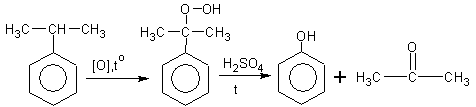 H₃C—CH—CH₃
[O],t°
O—OH
H₃C—C—CH₃
H₂SO₄
t
OH
+
O
H₃C—C—CH₃